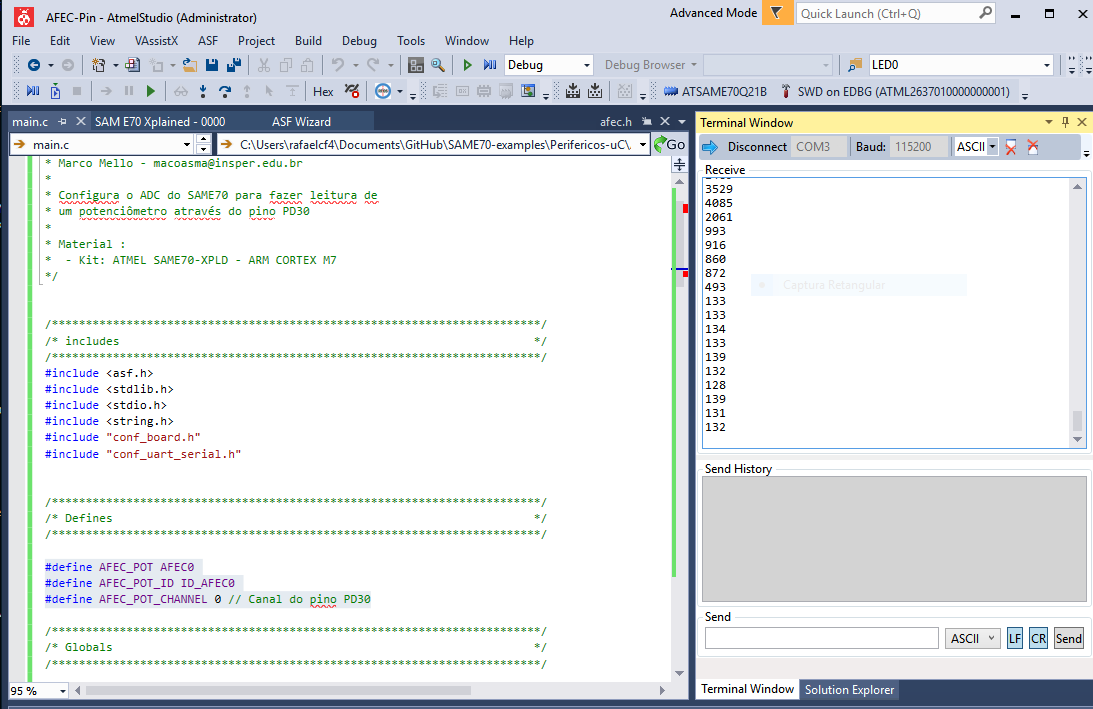 AFEC-Pin - AtmelStudio (Administrator)
Advanced Mode
Quick Launch (Ctrl+Q)
File Edit View VAssistX ASF Project Build Debug Tools Window Help
Debug
Debug Browser
LED0
Hex
ATSAME70Q21B
SWD on EDBG (ATML2637010000000001)
main.c
SAM E70 Xplained - 0000
ASF Wizard
afec.h
main.c
C:\Users\rafaelcf4\Documents\GitHub\SAME70-examples\Perifericos-uC\
Go
* Marco Mello - macoasma@insper.edu.br
*
* Configura o ADC do SAME70 para fazer leitura de
* um potenciômetro através do pino PD30
*
* Material :
*  - Kit: ATMEL SAME70-XPLD - ARM CORTEX M7
*/
/************************************************************************/
/* includes                                                             */
/************************************************************************/
#include <asf.h>
#include <stdlib.h>
#include <stdio.h>
#include <string.h>
#include "conf_board.h"
#include "conf_uart_serial.h"
/************************************************************************/
/* Defines                                                              */
/************************************************************************/
#define AFEC_POT AFEC0
#define AFEC_POT_ID ID_AFEC0
#define AFEC_POT_CHANNEL 0 // Canal do pino PD30
/************************************************************************/
/* Globals                                                              */
/************************************************************************/
95 %
Terminal Window
Disconnect
COM3
Baud:
115200
ASCII
Receive
3529
4085
2061
993
916
860
872
493
133
133
134
133
139
132
128
139
131
132
Captura Retangular
Send History
Send
ASCII
LF
CR
Send
Terminal Window
Solution Explorer